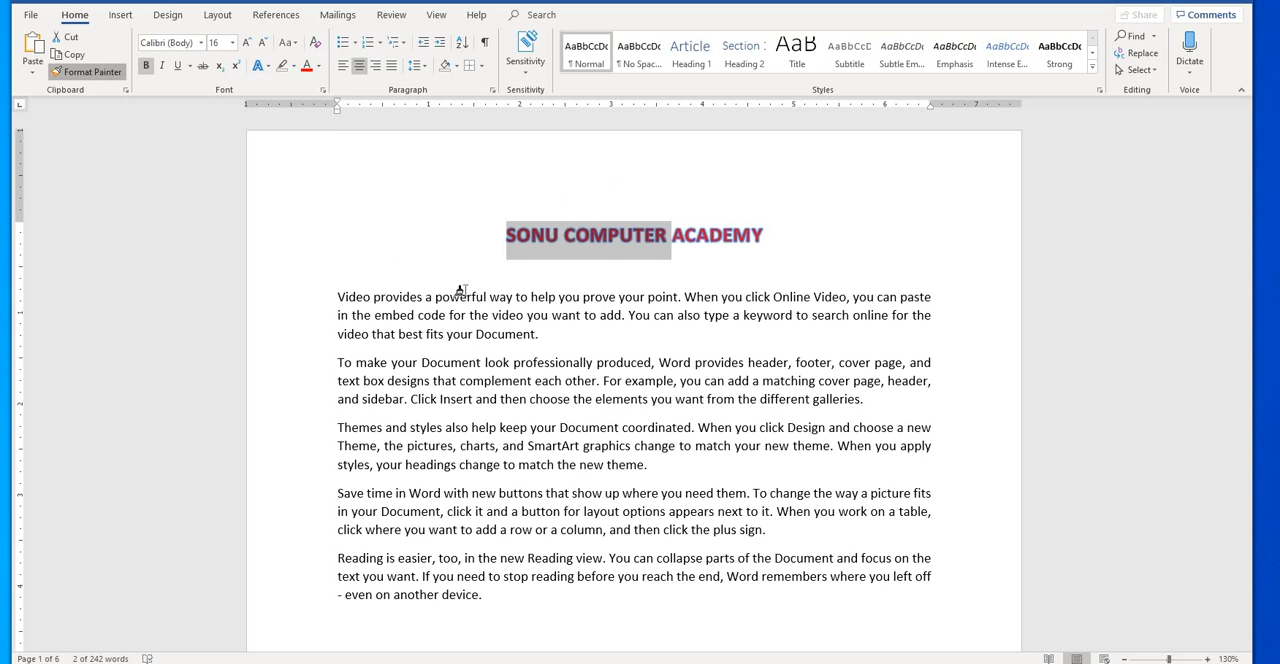 File Home Insert Design Layout References Mailings Review View Help Search Share Comments
Cut
Copy
Format Painter
Paste
Clipboard
Calibri (Body) 16
Font
Paragraph
Sensitivity
Sensitivity
AaBbCcDc AaBbCcDc Article Section : AaB AaBbCcD AaBbCcDc AaBbCcDc AaBbCcDc AaBbCcDc
¶ Normal ¶ No Spac... Heading 1 Heading 2 Title Subtitle Subtle Em... Emphasis Intense E... Strong
Styles
Find
Replace
Select
Editing
Dictate
Voice
1 1 2 3 4 5 6 7
SONU COMPUTER ACADEMY
Video provides a powerful way to help you prove your point. When you click Online Video, you can paste
in the embed code for the video you want to add. You can also type a keyword to search online for the
video that best fits your Document.
To make your Document look professionally produced, Word provides header, footer, cover page, and
text box designs that complement each other. For example, you can add a matching cover page, header,
and sidebar. Click Insert and then choose the elements you want from the different galleries.
Themes and styles also help keep your Document coordinated. When you click Design and choose a new
Theme, the pictures, charts, and SmartArt graphics change to match your new theme. When you apply
styles, your headings change to match the new theme.
Save time in Word with new buttons that show up where you need them. To change the way a picture fits
in your Document, click it and a button for layout options appears next to it. When you work on a table,
click where you want to add a row or a column, and then click the plus sign.
Reading is easier, too, in the new Reading view. You can collapse parts of the Document and focus on the
text you want. If you need to stop reading before you reach the end, Word remembers where you left off
- even on another device.
Page 1 of 6 2 of 242 words 130%